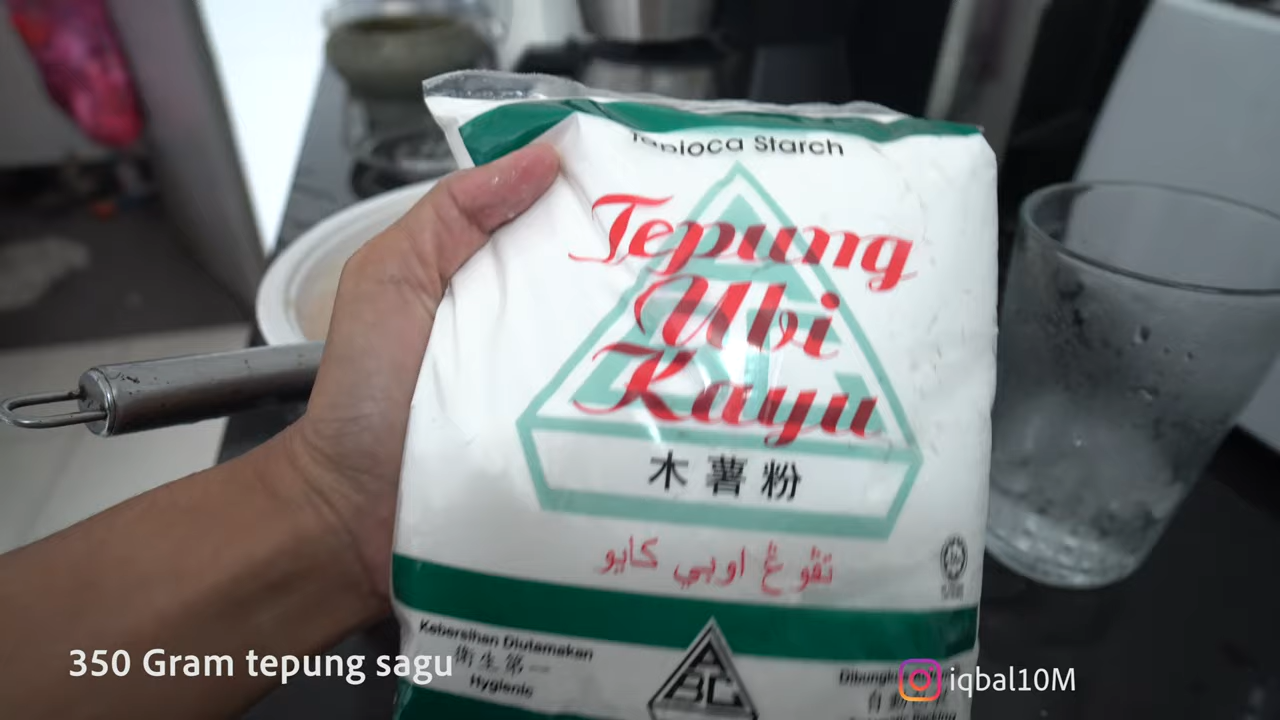 Tapioca Starch
Tepung
Ubi
Kayu
木薯粉
تڤوڠ اوبي كايو
Kebersihan Diutamakan
衛生第一
Hygienic
ABC
350 Gram tepung sagu
iqbal10M